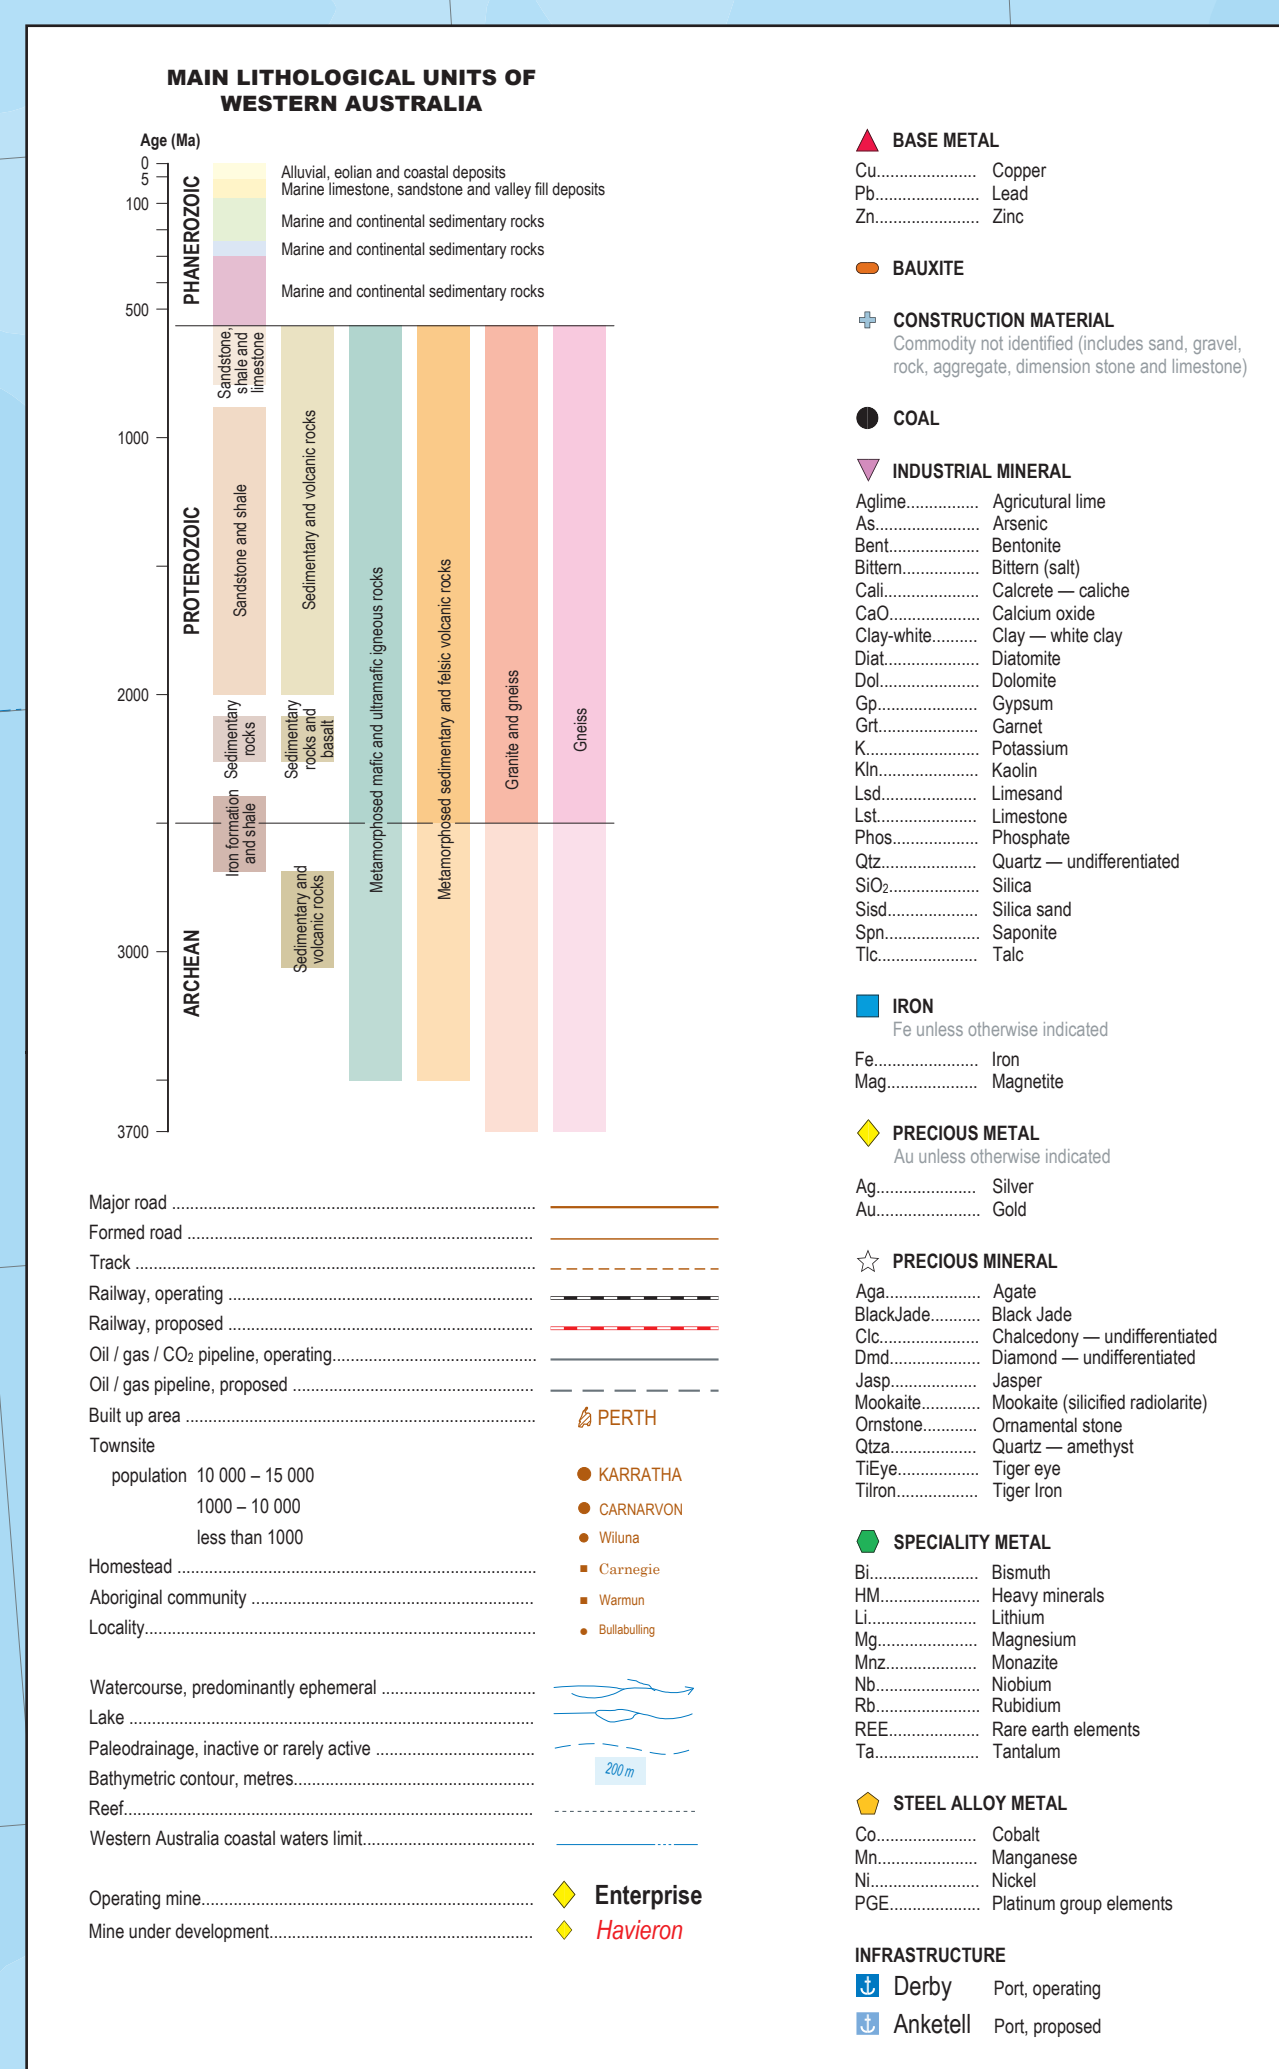 MAIN LITHOLOGICAL UNITS OF
WESTERN AUSTRALIA
Age (Ma)
0
5
100
500
1000
2000
3000
3700
PHANEROZOIC
PROTEROZOIC
ARCHEAN
Alluvial, eolian and coastal deposits
Marine limestone, sandstone and valley fill deposits
Marine and continental sedimentary rocks
Marine and continental sedimentary rocks
Marine and continental sedimentary rocks
Sandstone,
shale and
limestone
Sandstone and shale
Sedimentary
rocks
Iron formation
and shale
Sedimentary and volcanic rocks
Sedimentary
rocks and
basalt
Sedimentary and
volcanic rocks
Metamorphosed mafic and ultramafic igneous rocks
Metamorphosed sedimentary and felsic volcanic rocks
Granite and gneiss
Gneiss
Major road
Formed road
Track
Railway, operating
Railway, proposed
Oil / gas / CO2 pipeline, operating
Oil / gas pipeline, proposed
Built up area PERTH
Townsite
population 10 000 – 15 000 KARRATHA
1000 – 10 000 CARNARVON
less than 1000 Wiluna
Homestead Carnegie
Aboriginal community Warmun
Locality Bullabulling
Watercourse, predominantly ephemeral
Lake
Paleodrainage, inactive or rarely active
Bathymetric contour, metres 200 m
Reef
Western Australia coastal waters limit
Operating mine Enterprise
Mine under development Havieron
BASE METAL
Cu Copper
Pb Lead
Zn Zinc
BAUXITE
CONSTRUCTION MATERIAL
Commodity not identified (includes sand, gravel,
rock, aggregate, dimension stone and limestone)
COAL
INDUSTRIAL MINERAL
Aglime Agricutural lime
As Arsenic
Bent Bentonite
Bittern Bittern (salt)
Cali Calcrete — caliche
CaO Calcium oxide
Clay-white Clay — white clay
Diat Diatomite
Dol Dolomite
Gp Gypsum
Grt Garnet
K Potassium
Kln Kaolin
Lsd Limesand
Lst Limestone
Phos Phosphate
Qtz Quartz — undifferentiated
SiO2 Silica
Sisd Silica sand
Spn Saponite
Tlc Talc
IRON
Fe unless otherwise indicated
Fe Iron
Mag Magnetite
PRECIOUS METAL
Au unless otherwise indicated
Ag Silver
Au Gold
PRECIOUS MINERAL
Aga Agate
BlackJade Black Jade
Clc Chalcedony — undifferentiated
Dmd Diamond — undifferentiated
Jasp Jasper
Mookaite Mookaite (silicified radiolarite)
Ornstone Ornamental stone
Qtza Quartz — amethyst
TiEye Tiger eye
TiIron Tiger Iron
SPECIALITY METAL
Bi Bismuth
HM Heavy minerals
Li Lithium
Mg Magnesium
Mnz Monazite
Nb Niobium
Rb Rubidium
REE Rare earth elements
Ta Tantalum
STEEL ALLOY METAL
Co Cobalt
Mn Manganese
Ni Nickel
PGE Platinum group elements
INFRASTRUCTURE
Derby Port, operating
Anketell Port, proposed